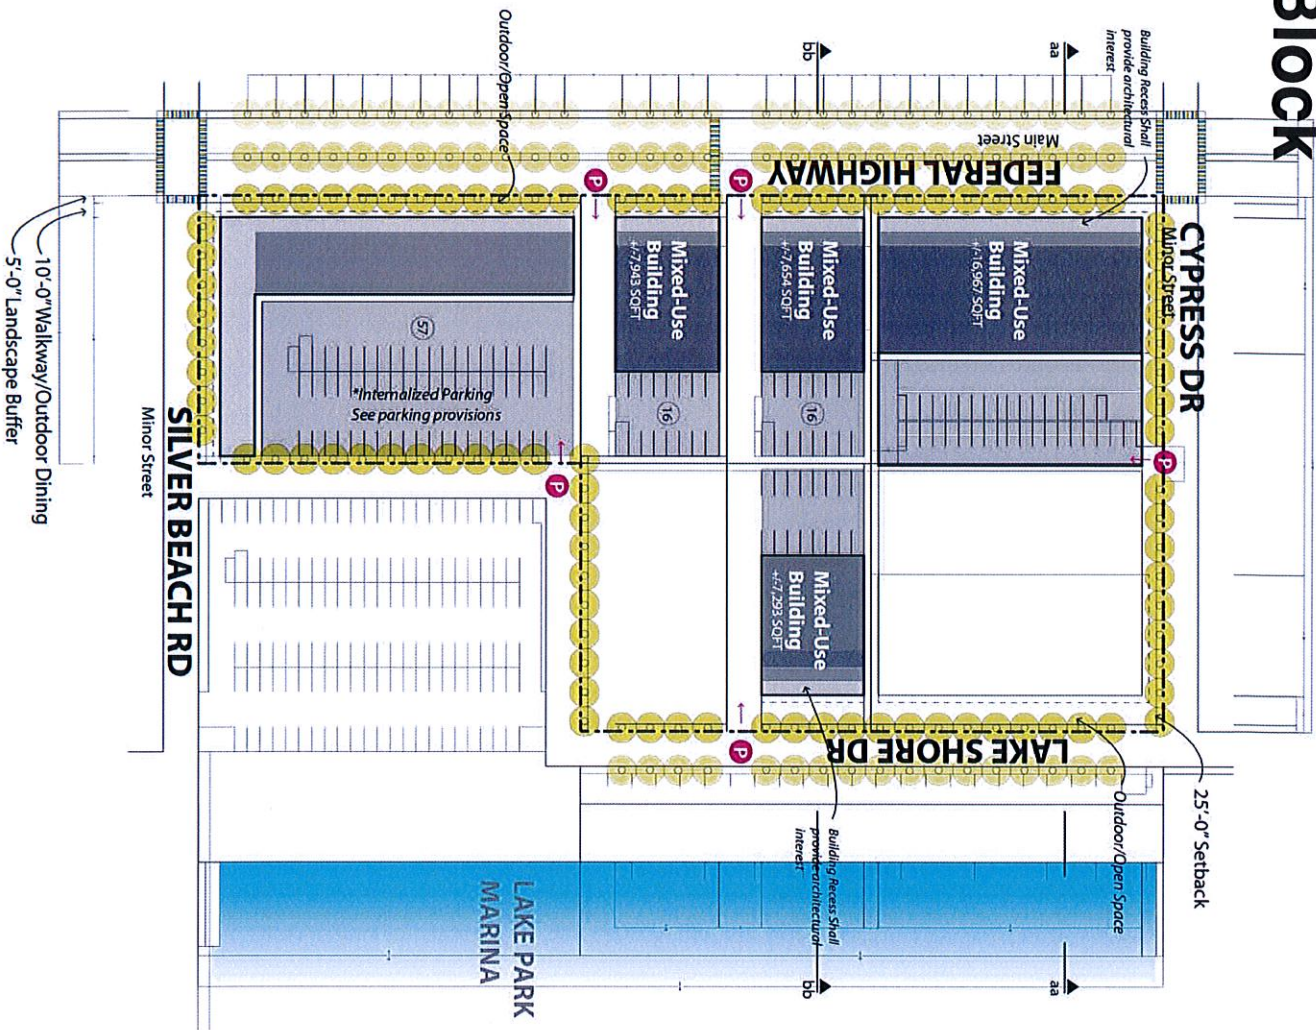 Block
Building Recess Shall
provide architectural
interest
aa
bb
Outdoor/Open Space
Main Street
FEDERAL HIGHWAY
CYPRESS DR
Minor Street
P
P
P
P
P
Mixed-Use
Building
+/-16,967 SQFT
Mixed-Use
Building
+/-7,654 SQFT
Mixed-Use
Building
+/-7,943 SQFT
57
*Internalized Parking
See parking provisions
16
16
Mixed-Use
Building
+/-7,293 SQFT
10'-0" Walkway/Outdoor Dining
5'-0" Landscape Buffer
Minor Street
SILVER BEACH RD
LAKE SHORE DR
25'-0" Setback
Outdoor/Open Space
Building Recess Shall
provide architectural
interest
LAKE PARK
MARINA
bb
aa